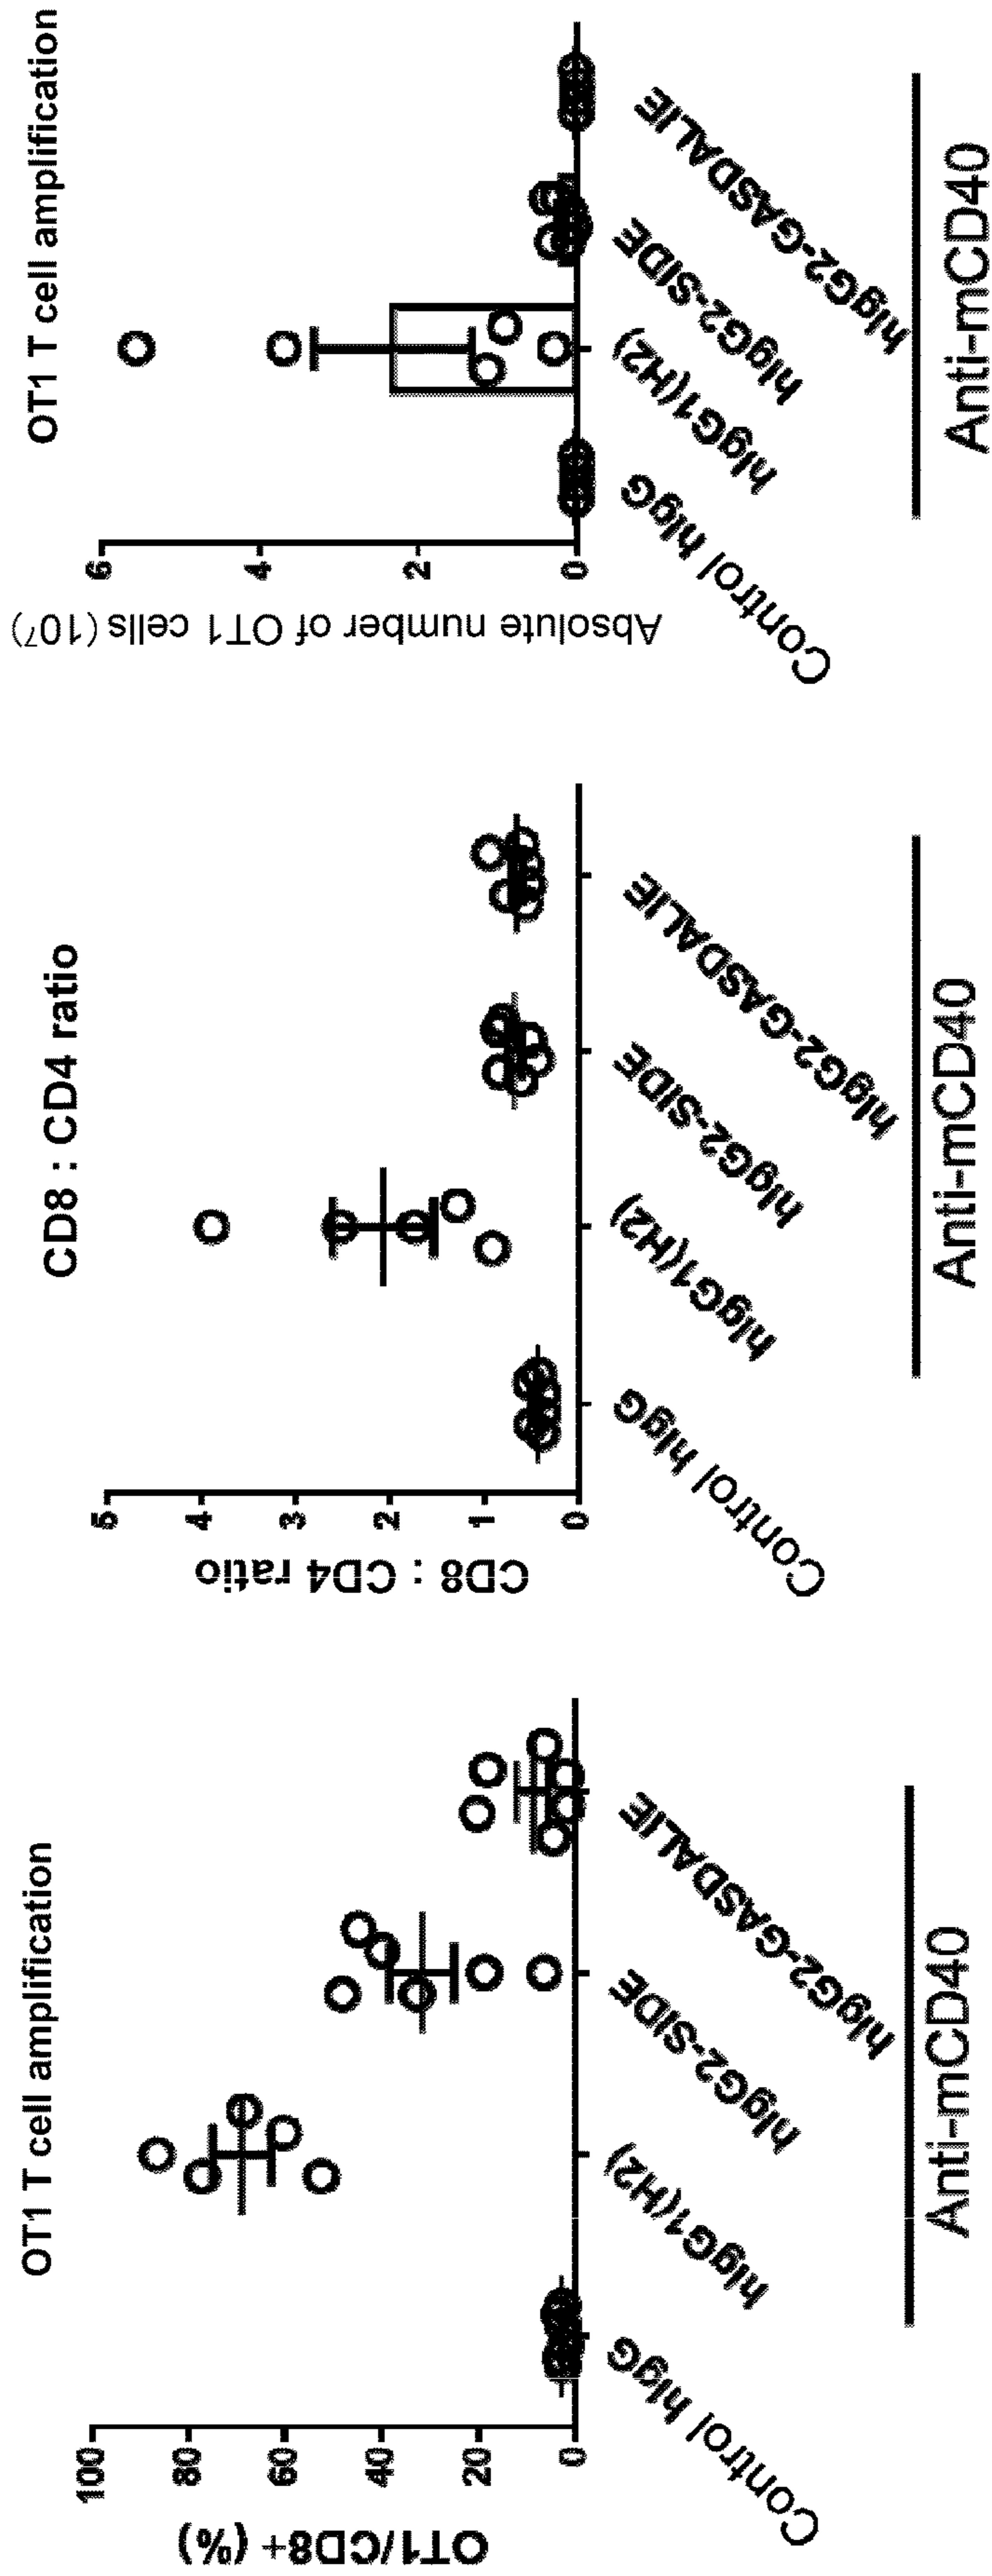 OT1 T cell amplification
OT1/CD8+ (%)
100
80
60
40
20
0
Control hIgG
hIgG1(H2)
hIgG2-SIDE
hIgG2-GASDALIE
Anti-mCD40
CD8 : CD4 ratio
CD8 : CD4 ratio
5
4
3
2
1
0
Control hIgG
hIgG1(H2)
hIgG2-SIDE
hIgG2-GASDALIE
Anti-mCD40
OT1 T cell amplification
Absolute number of OT1 cells (10⁷)
6
4
2
0
Control hIgG
hIgG1(H2)
hIgG2-SIDE
hIgG2-GASDALIE
Anti-mCD40